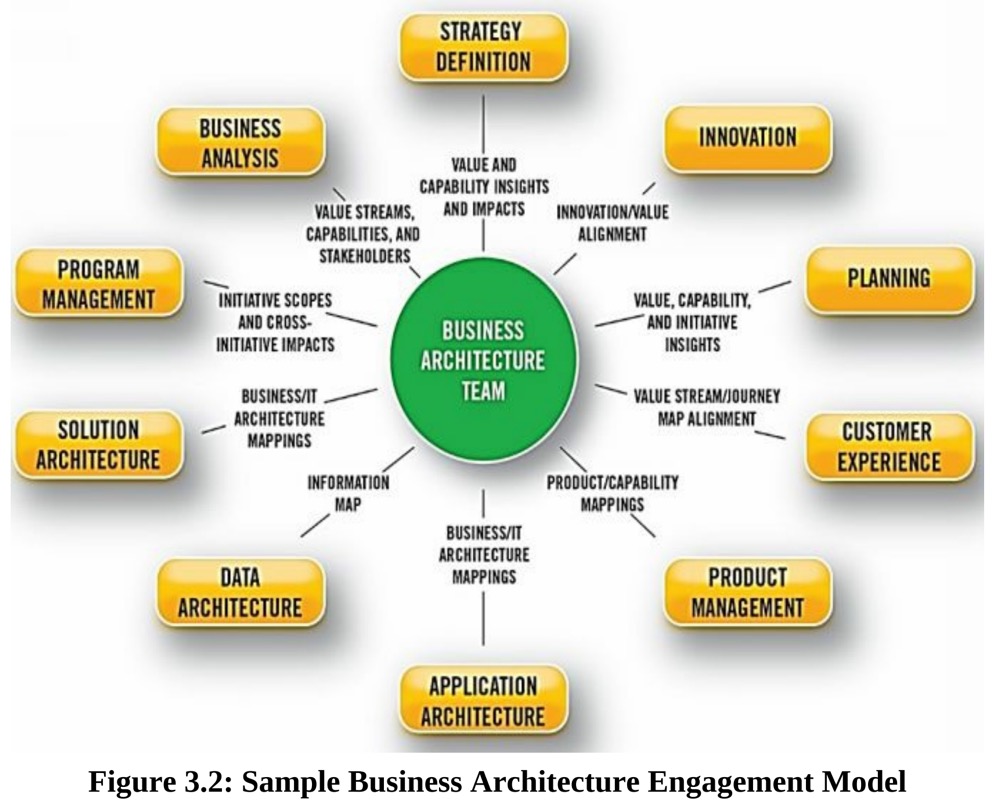 STRATEGY
DEFINITION
BUSINESS
ANALYSIS
INNOVATION
VALUE AND
CAPABILITY INSIGHTS
AND IMPACTS
VALUE STREAMS,
CAPABILITIES, AND
STAKEHOLDERS
INNOVATION/VALUE
ALIGNMENT
PROGRAM
MANAGEMENT
INITIATIVE SCOPES
AND CROSS-
INITIATIVE IMPACTS
BUSINESS
ARCHITECTURE
TEAM
VALUE, CAPABILITY,
AND INITIATIVE
INSIGHTS
PLANNING
SOLUTION
ARCHITECTURE
BUSINESS/IT
ARCHITECTURE
MAPPINGS
VALUE STREAM/JOURNEY
MAP ALIGNMENT
CUSTOMER
EXPERIENCE
INFORMATION
MAP
BUSINESS/IT
ARCHITECTURE
MAPPINGS
PRODUCT/CAPABILITY
MAPPINGS
DATA
ARCHITECTURE
PRODUCT
MANAGEMENT
APPLICATION
ARCHITECTURE
Figure 3.2: Sample Business Architecture Engagement Model